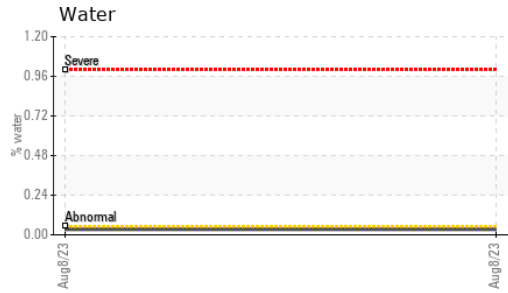 Water
1.20
Severe
0.96
0.72
% water
0.48
0.24
Abnormal
0.00
Aug8/23
Aug8/23